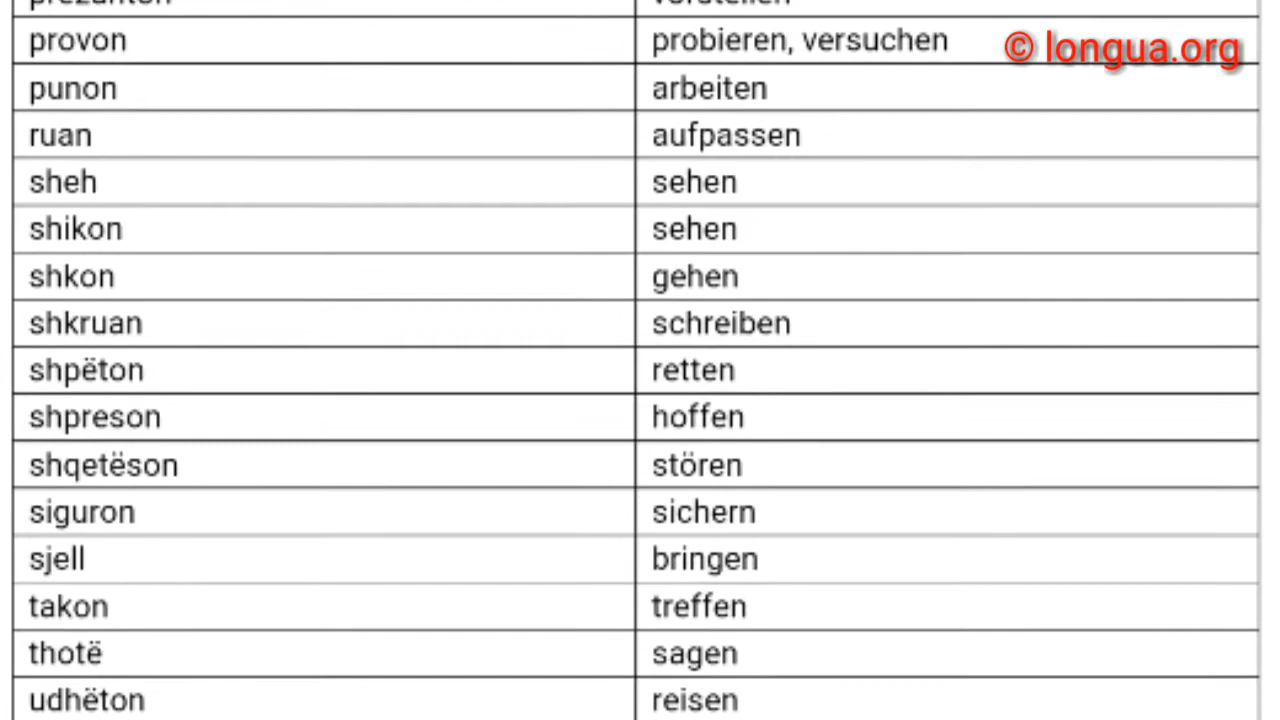 provon probieren, versuchen
© longua.org
punon arbeiten
ruan aufpassen
sheh sehen
shikon sehen
shkon gehen
shkruan schreiben
shpëton retten
shpreson hoffen
shqetëson stören
siguron sichern
sjell bringen
takon treffen
thotë sagen
udhëton reisen